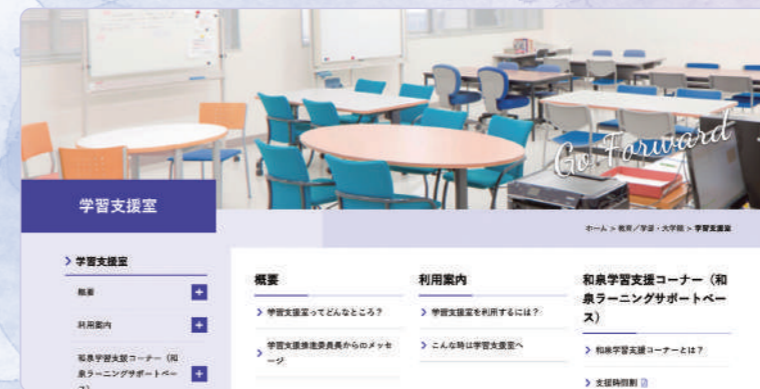 Go Forward
学習支援室
ホーム > 教育／学部・大学院 > 学習支援室
学習支援室
概要
利用案内
和泉学習支援コーナー（和
泉ラーニングサポートベー
ス）
概要
学習支援室ってどんなところ？
学習支援推進委員長からのメッセ
ージ
利用案内
学習支援室を利用するには？
こんな時は学習支援室へ
和泉学習支援コーナー（和
泉ラーニングサポートベー
ス）
和泉学習支援コーナーとは？
支援時間割